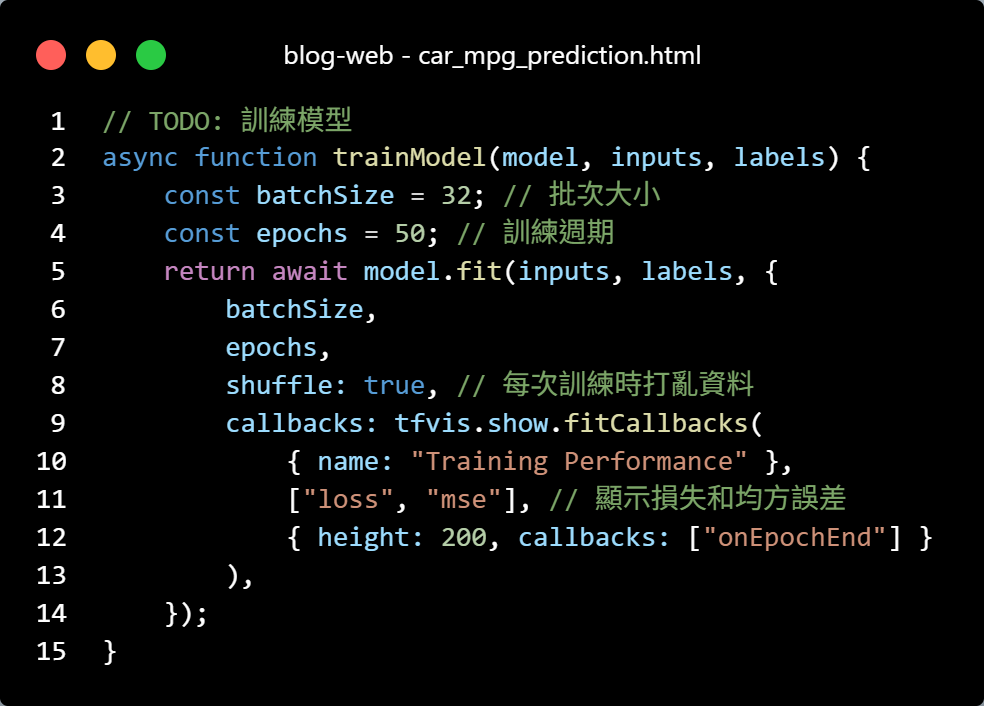 blog-web - car_mpg_prediction.html
1 // TODO: 訓練模型
2 async function trainModel(model, inputs, labels) {
3     const batchSize = 32; // 批次大小
4     const epochs = 50; // 訓練週期
5     return await model.fit(inputs, labels, {
6         batchSize,
7         epochs,
8         shuffle: true, // 每次訓練時打亂資料
9         callbacks: tfvis.show.fitCallbacks(
10             { name: "Training Performance" },
11             ["loss", "mse"], // 顯示損失和均方誤差
12             { height: 200, callbacks: ["onEpochEnd"] }
13         ),
14     });
15 }